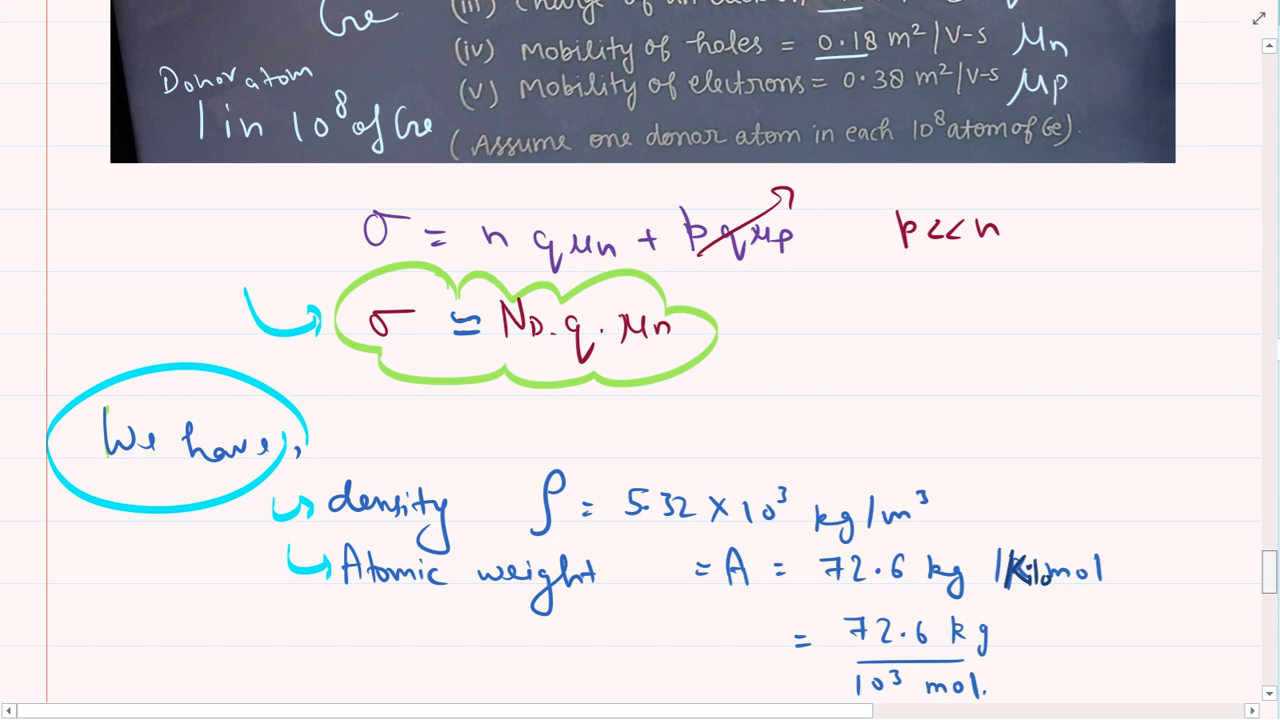 Ge
(iv) Mobility of holes = 0.18 m²/V-s μn
Donor atom
(v) Mobility of electrons = 0.38 m²/V-s μp
1 in 10⁸ of Ge
(Assume one donor atom in each 10⁸ atom of Ge).
σ = n q μn + p q μp p << n
σ ≃ ND. q. μn
We have,
density ρ = 5.32 × 10³ kg/m³
Atomic weight = A = 72.6 kg /Kilomol
= 72.6 kg
10³ mol.